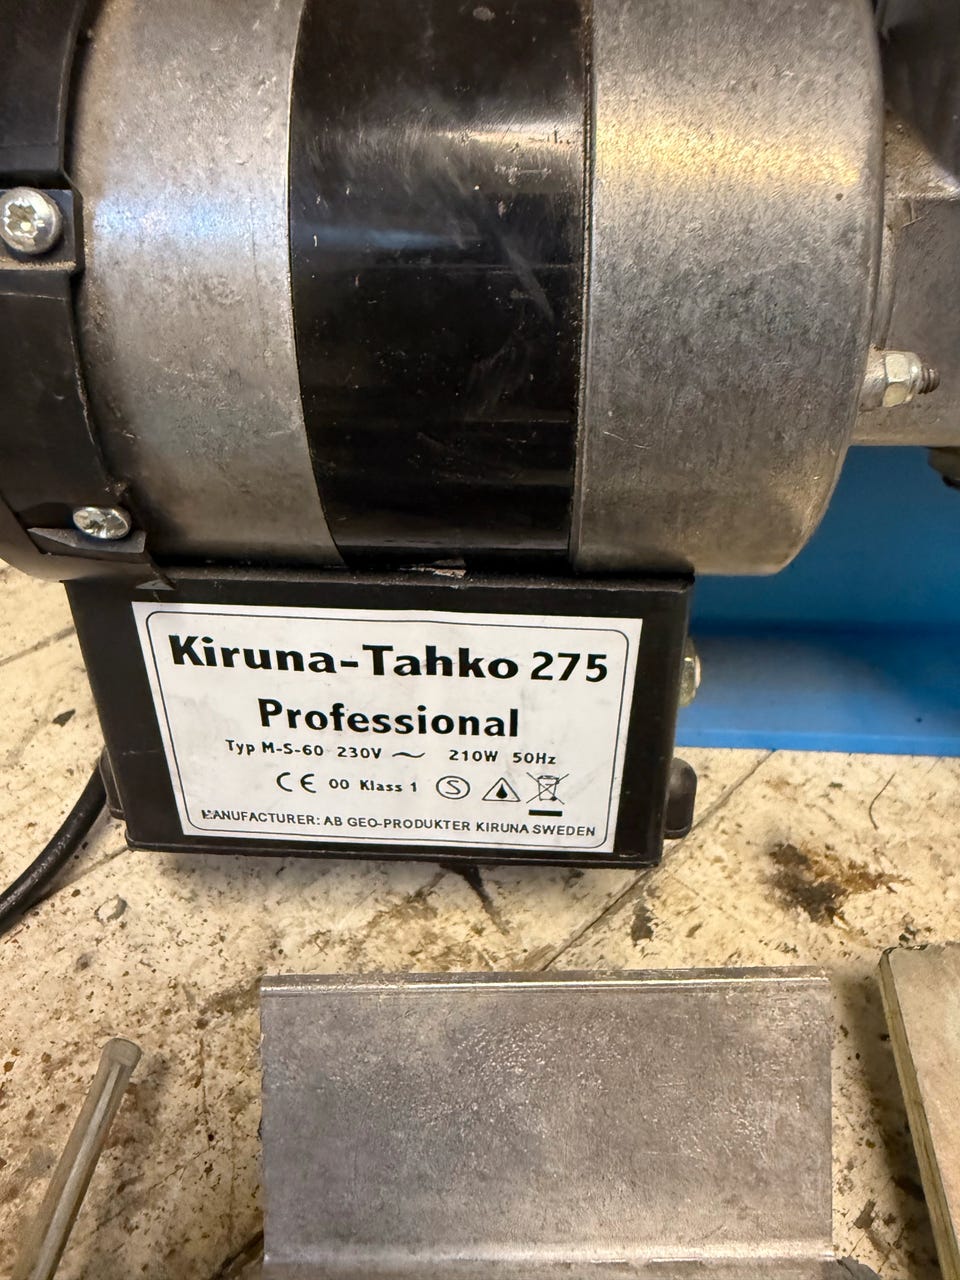 Kiruna-Tahko 275
Professional
Typ M-S-60 230V ~ 210W 50Hz
CE 00 Klass 1 S
MANUFACTURER: AB GEO-PRODUKTER KIRUNA SWEDEN